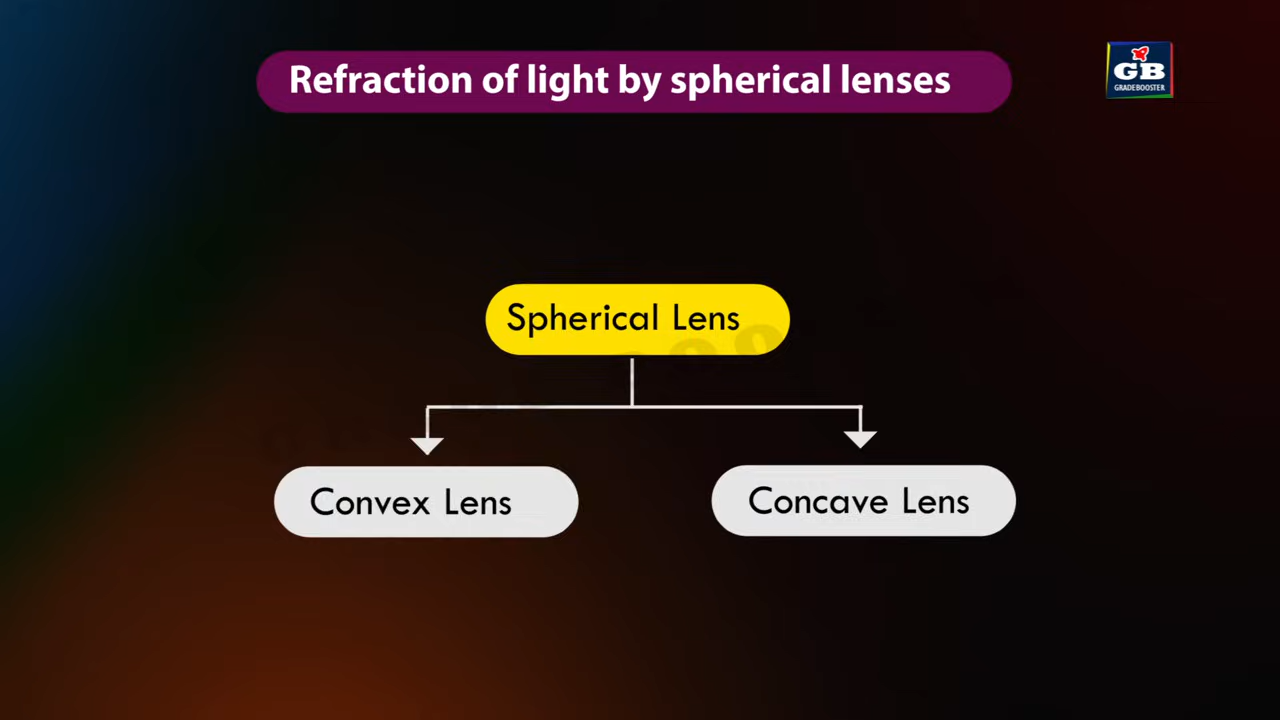 Refraction of light by spherical lenses
GB
GRADEBOOSTER
Spherical Lens
Convex Lens
Concave Lens